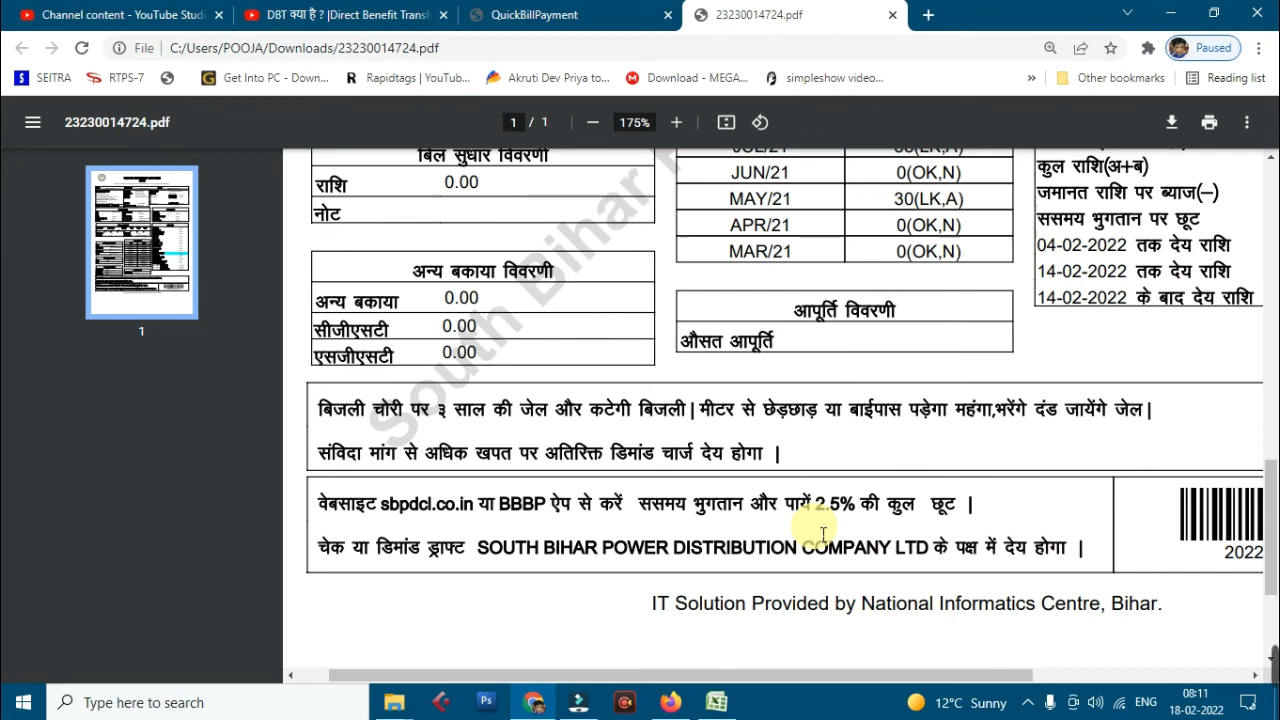 Channel content - YouTube Studi
DBT क्या है ? |Direct Benefit Transf
QuickBillPayment
23230014724.pdf
File C:/Users/POOJA/Downloads/23230014724.pdf
Paused
SEITRA
RTPS-7
Get Into PC - Down...
Rapidtags | YouTub...
Akruti Dev Priya to...
Download - MEGA...
simpleshow video...
Other bookmarks
Reading list
23230014724.pdf
1 / 1
175%
1
बिल सुधार विवरणी
राशि 0.00
नोट
अन्य बकाया विवरणी
अन्य बकाया 0.00
सीजीएसटी 0.00
एसजीएसटी 0.00
JUN/21 0(OK,N)
MAY/21 30(LK,A)
APR/21 0(OK,N)
MAR/21 0(OK,N)
आपूर्ति विवरणी
औसत आपूर्ति
कुल राशि(अ+ब)
जमानत राशि पर ब्याज(–)
ससमय भुगतान पर छूट
04-02-2022 तक देय राशि
14-02-2022 तक देय राशि
14-02-2022 के बाद देय राशि
South Bihar
बिजली चोरी पर ३ साल की जेल और कटेगी बिजली| मीटर से छेड़छाड़ या बाईपास पड़ेगा महंगा,भरेंगे दंड जायेंगे जेल|
संविदा मांग से अधिक खपत पर अतिरिक्त डिमांड चार्ज देय होगा |
वेबसाइट sbpdcl.co.in या BBBP ऐप से करें ससमय भुगतान और पायें 2.5% की कुल छूट |
चेक या डिमांड ड्राफ्ट SOUTH BIHAR POWER DISTRIBUTION COMPANY LTD के पक्ष में देय होगा |
2022
IT Solution Provided by National Informatics Centre, Bihar.
Type here to search
12°C Sunny
ENG
08:11
18-02-2022